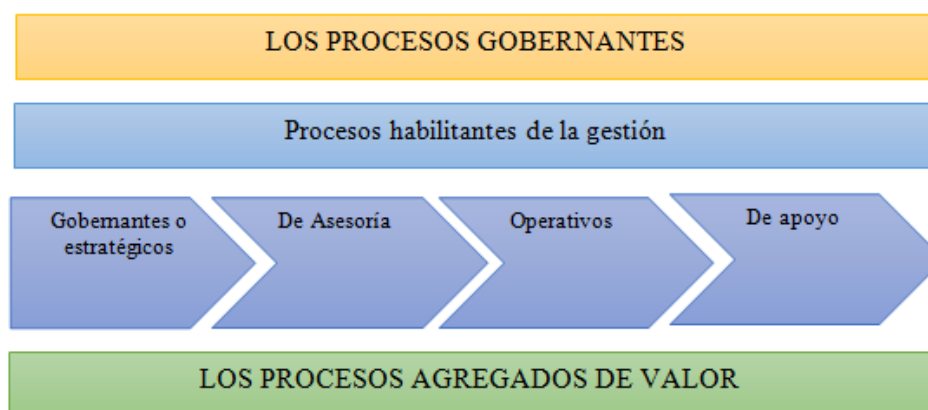 LOS PROCESOS GOBERNANTES
Procesos habilitantes de la gestión
Gobernantes o
estratégicos
De Asesoría
Operativos
De apoyo
LOS PROCESOS AGREGADOS DE VALOR